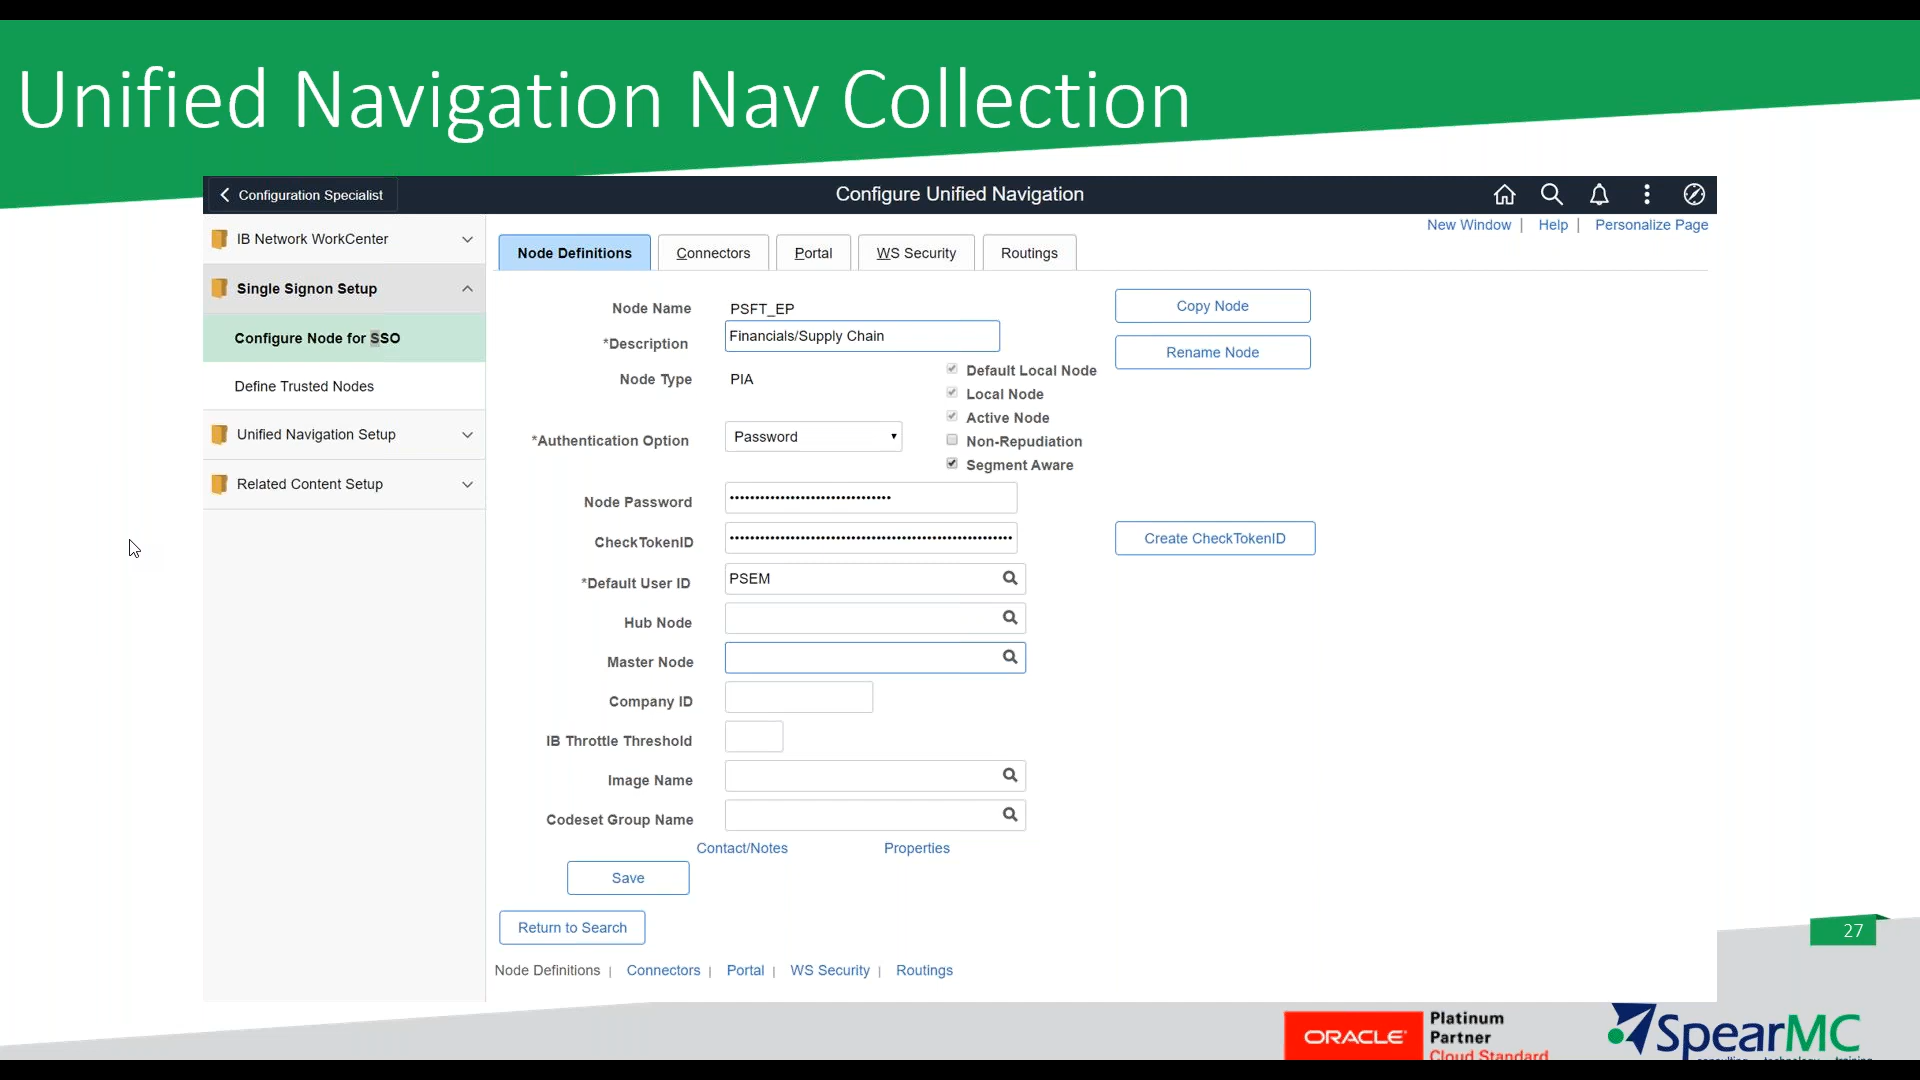 Unified Navigation Nav Collection
Configuration Specialist
Configure Unified Navigation
New Window | Help | Personalize Page
IB Network WorkCenter
Single Signon Setup
Configure Node for SSO
Define Trusted Nodes
Unified Navigation Setup
Related Content Setup
Node Definitions Connectors Portal WS Security Routings
Node Name PSFT_EP
Copy Node
*Description Financials/Supply Chain
Rename Node
Node Type PIA
Default Local Node
Local Node
Active Node
*Authentication Option Password
Non-Repudiation
Segment Aware
Node Password ••••••••••••••••••••••••••••••••
CheckTokenID ••••••••••••••••••••••••••••••••••••••••••••••••••••••••
Create CheckTokenID
*Default User ID PSEM
Hub Node
Master Node
Company ID
IB Throttle Threshold
Image Name
Codeset Group Name
Contact/Notes Properties
Save
Return to Search
Node Definitions | Connectors | Portal | WS Security | Routings
27
ORACLE
Platinum
Partner
Cloud Standard
SpearMC
consulting technology training